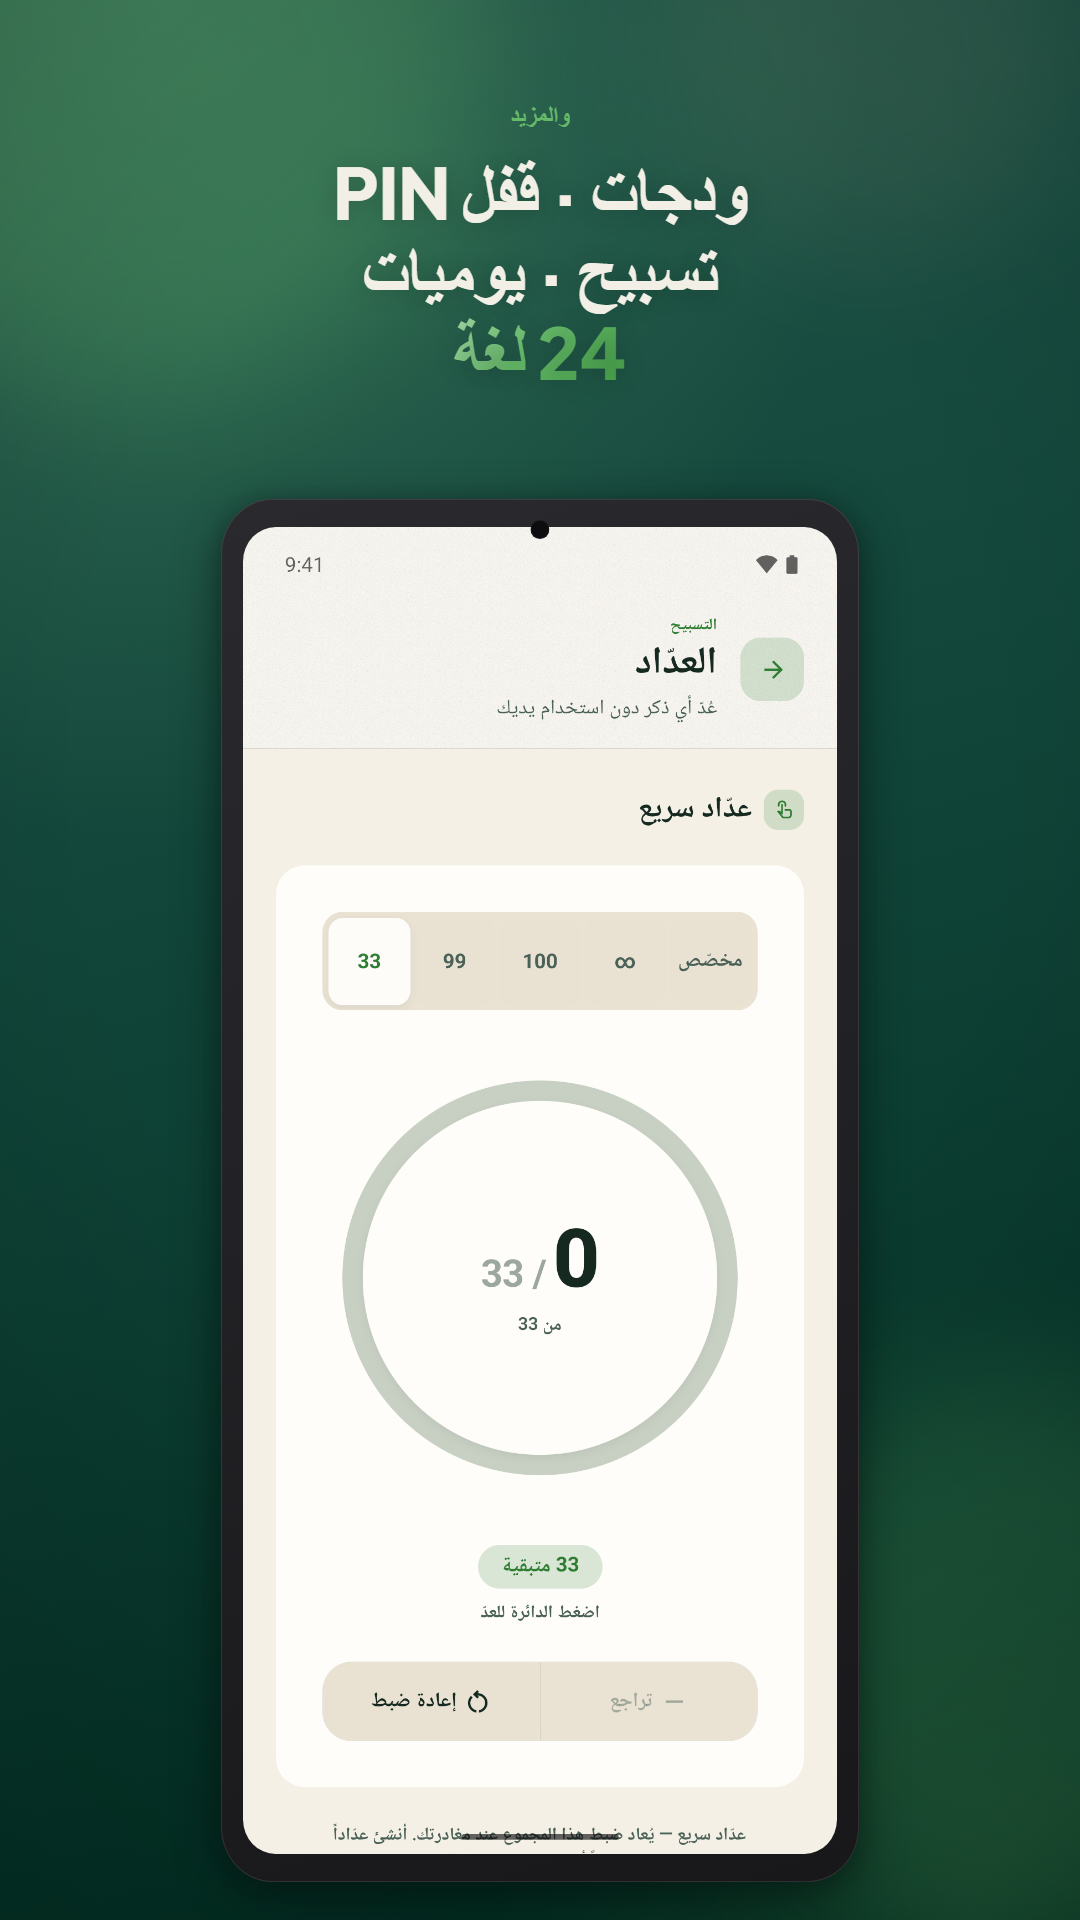 والمزيد
ودجات · قفل PIN
تسبيح · يوميات
24 لغة
9:41
التسبيح
العدّاد
عُدّ أي ذكر دون استخدام يديك
عدّاد سريع
مخصّص ∞ 100 99 33
0 / 33
من 33
33 متبقية
اضغط الدائرة للعدّ
تراجع
إعادة ضبط
عدّاد سريع — يُعاد ضبط هذا المجموع عند مغادرتك. أنشئ عدّاداً